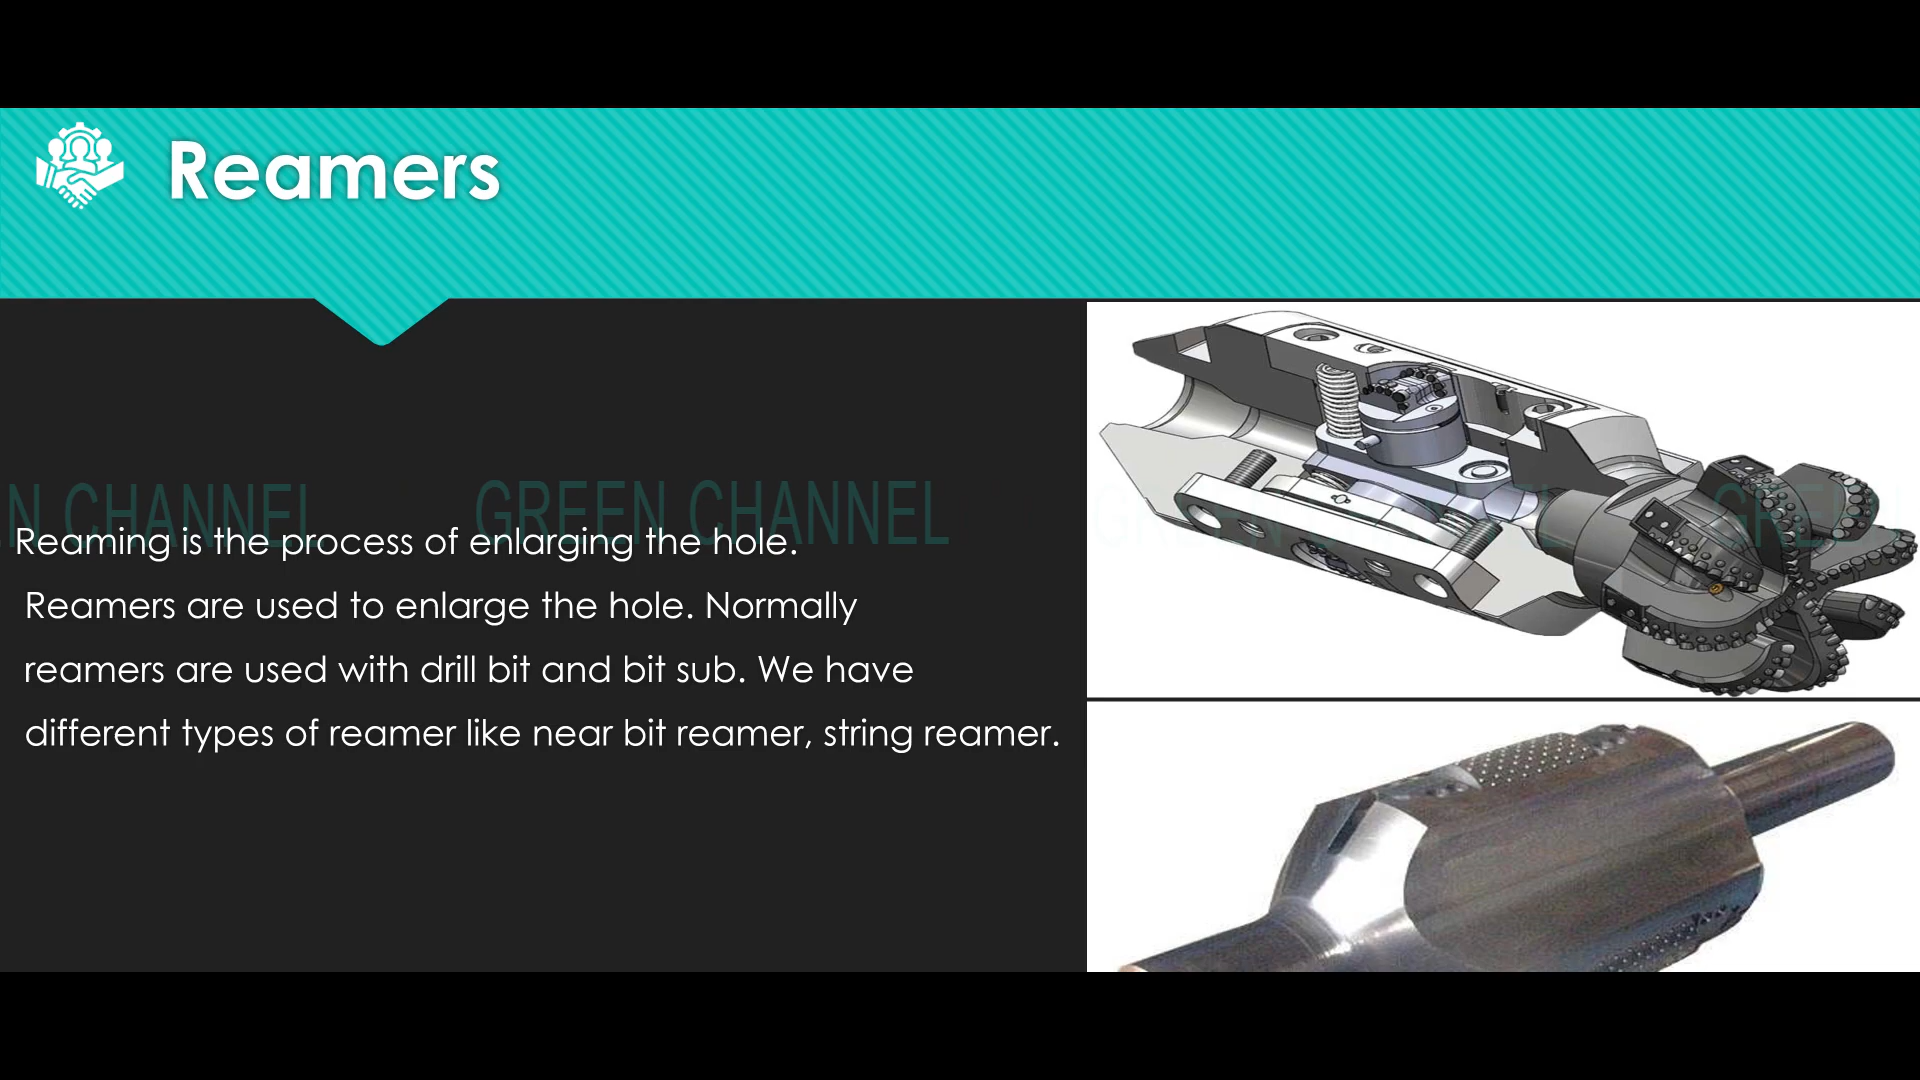 Reamers
N CHANNEL
GREEN CHANNEL
Reaming is the process of enlarging the hole.
Reamers are used to enlarge the hole. Normally
reamers are used with drill bit and bit sub. We have
different types of reamer like near bit reamer, string reamer.